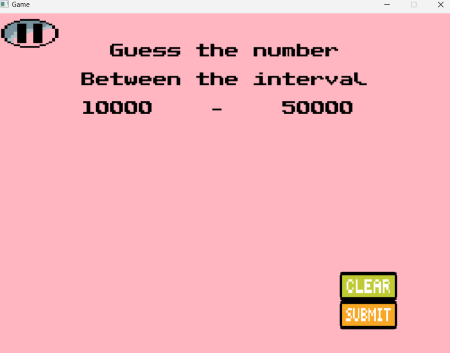 Game
Guess the number
Between the interval
10000 - 50000
CLEAR
SUBMIT